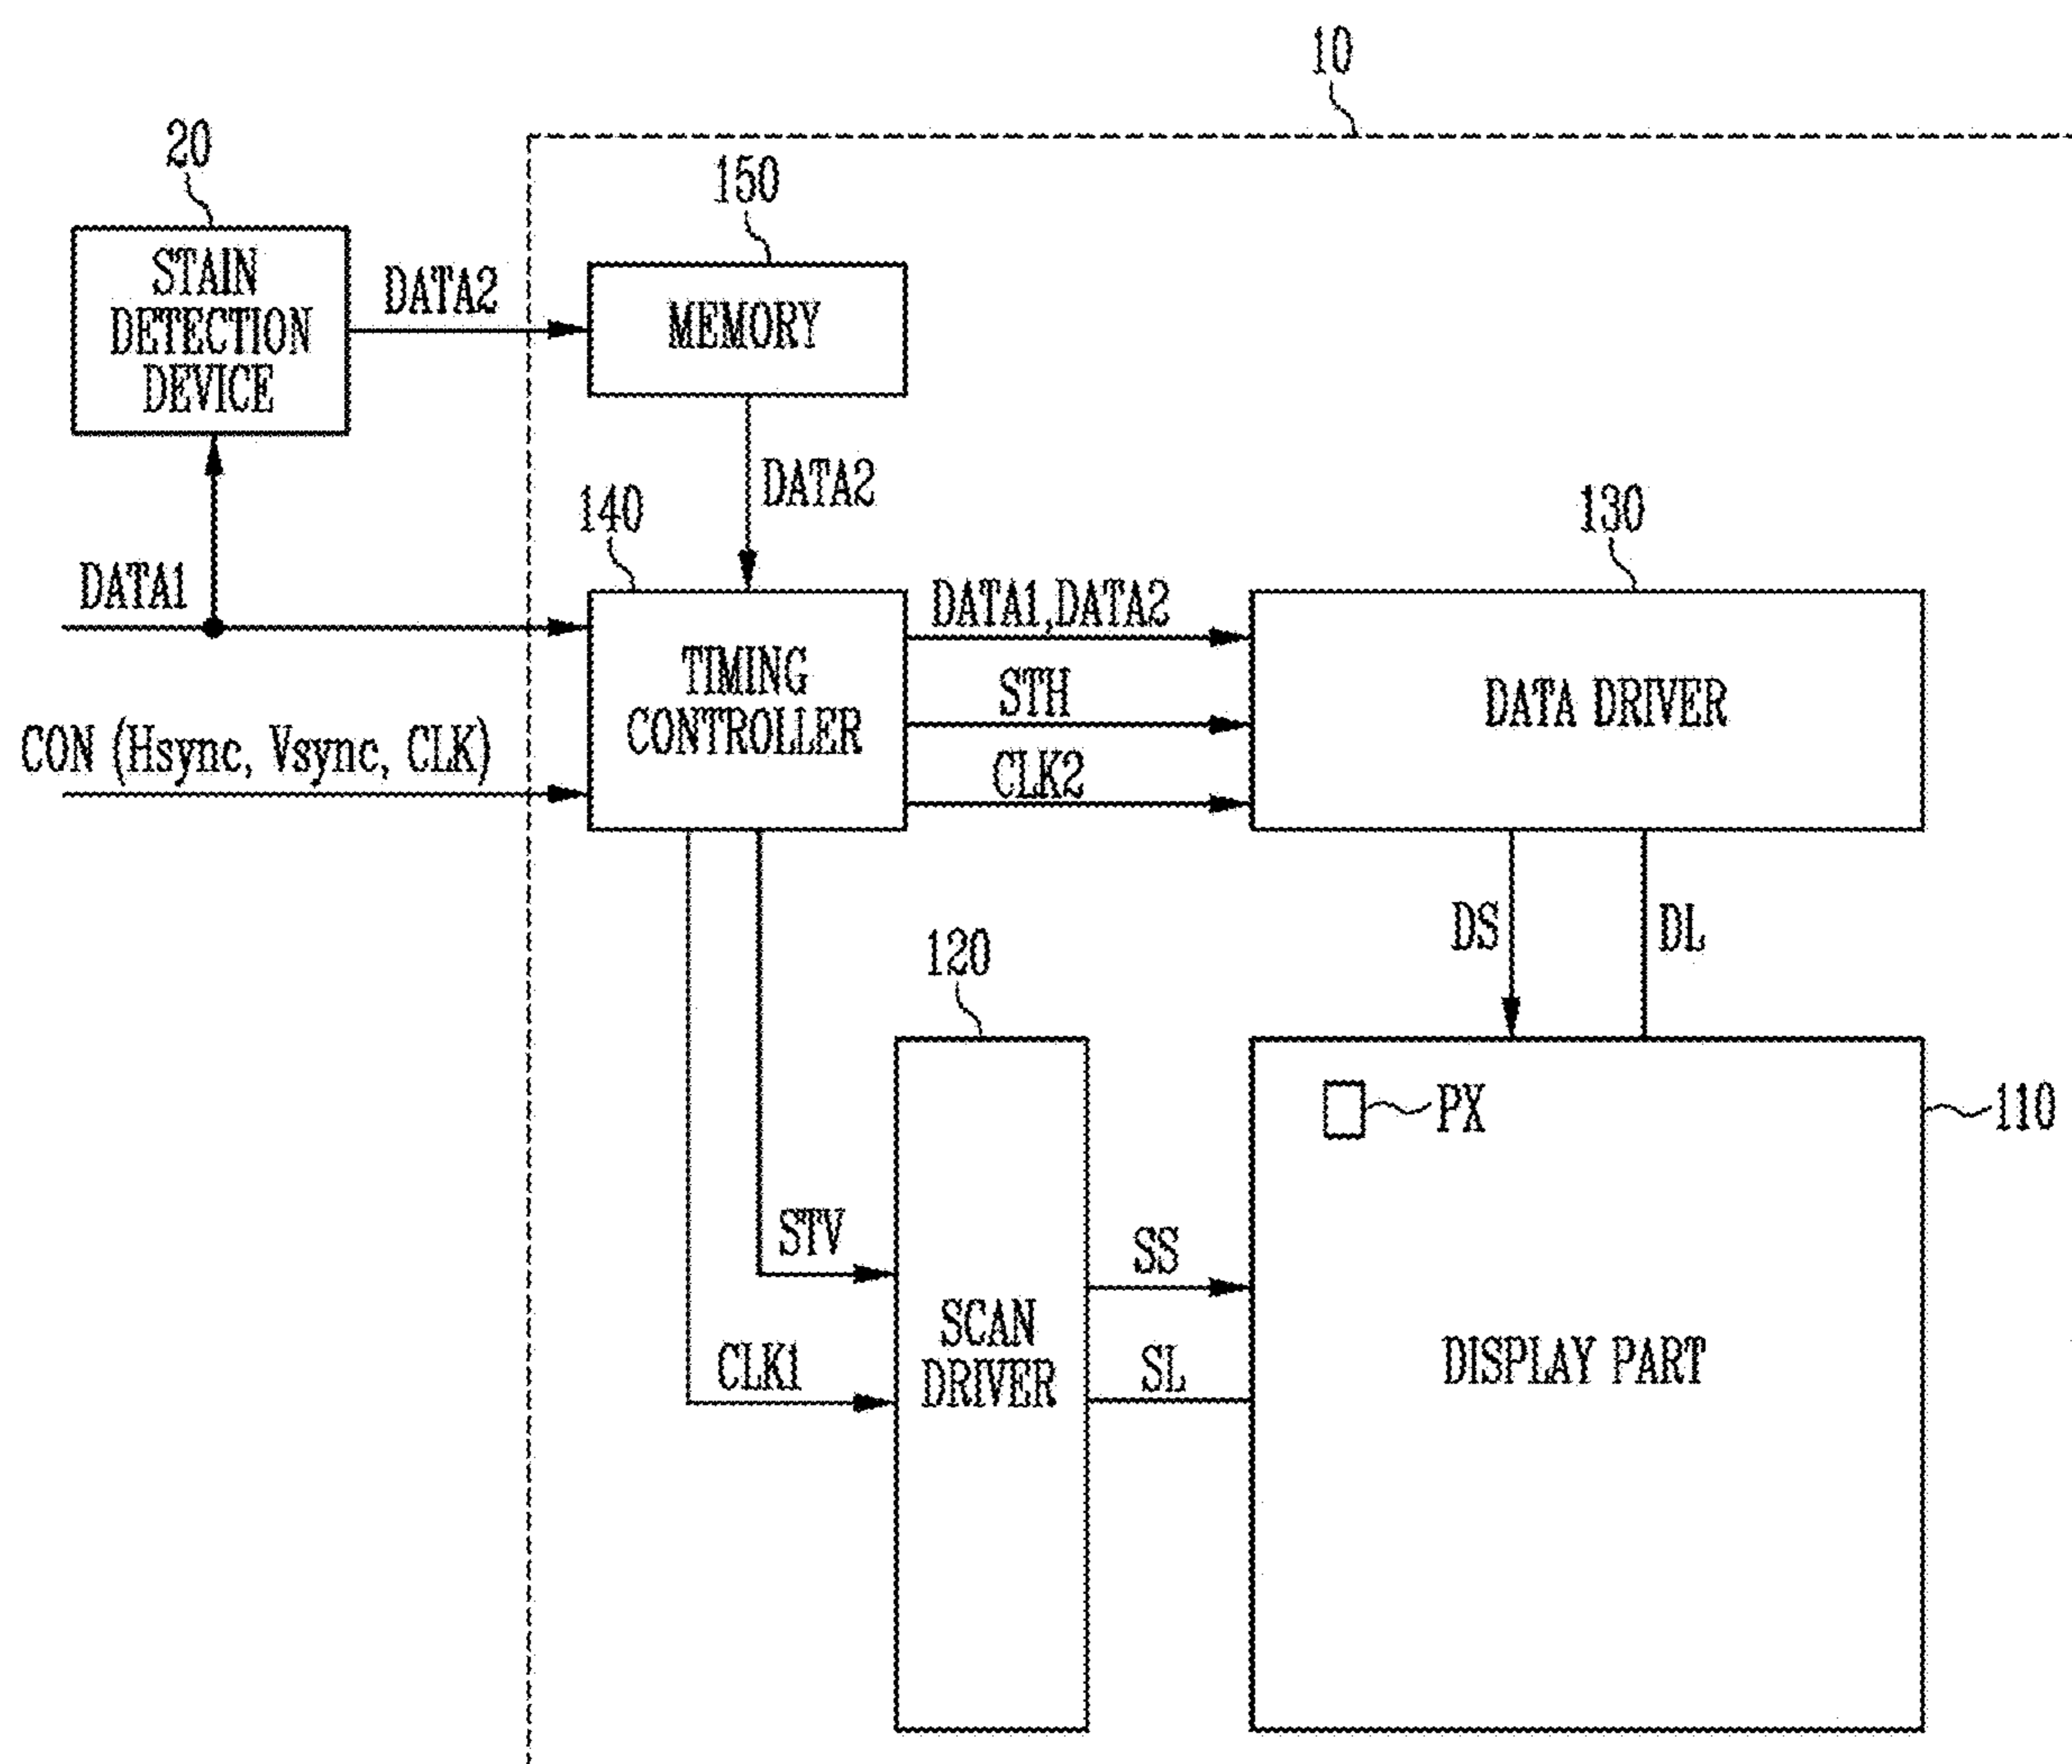 10
20
150
STAIN
DETECTION
DEVICE
DATA2
MEMORY
DATA2
140
130
DATA1
DATA1,DATA2
TIMING
CONTROLLER
STH
DATA DRIVER
CON (Hsync, Vsync, CLK)
CLK2
DS
DL
120
PX
110
STV
SS
SCAN
DRIVER
CLK1
SL
DISPLAY PART